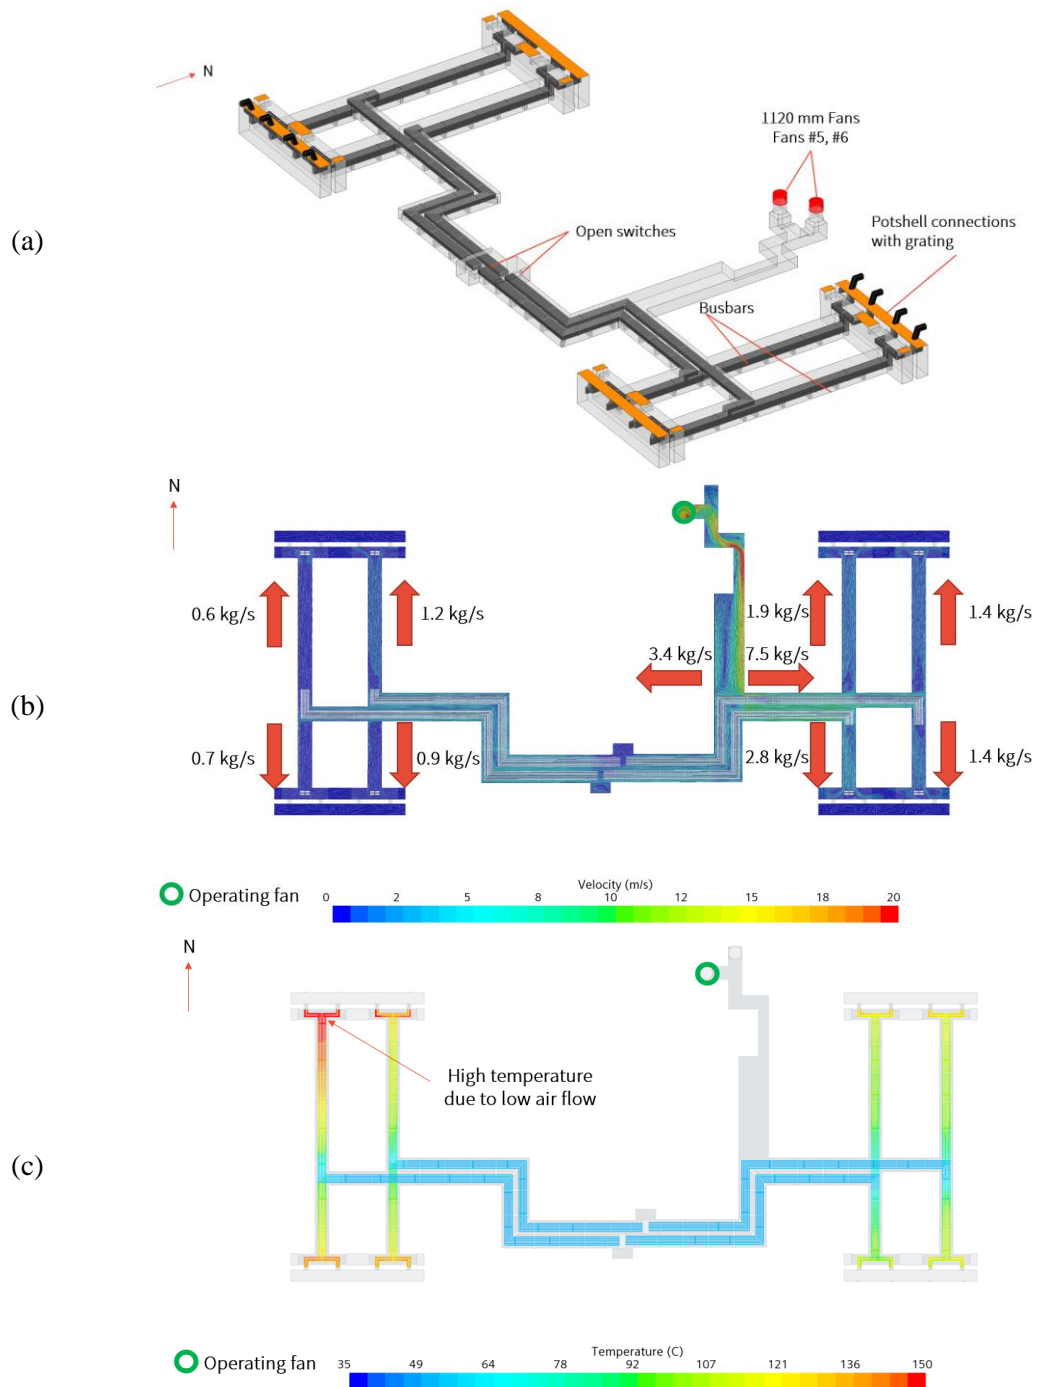 N
1120 mm Fans
Fans #5, #6
(a)
Open switches
Potshell connections
with grating
Busbars
N
0.6 kg/s
1.2 kg/s
1.9 kg/s
1.4 kg/s
3.4 kg/s
7.5 kg/s
(b)
0.7 kg/s
0.9 kg/s
2.8 kg/s
1.4 kg/s
Operating fan
Velocity (m/s)
0 2 5 8 10 12 15 18 20
N
High temperature
due to low air flow
(c)
Operating fan
Temperature (C)
35 49 64 78 92 107 121 136 150